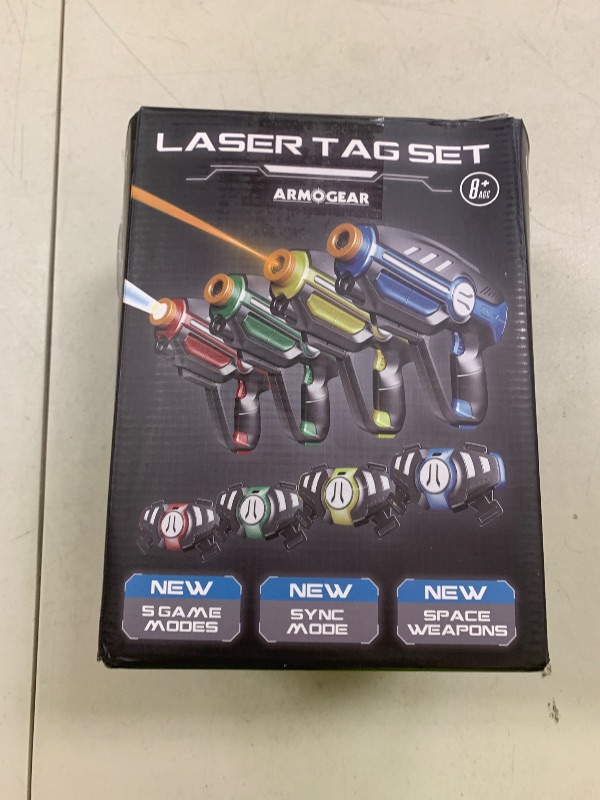 LASER TAG SET
ARMOGEAR
8+
AGE
NEW
5 GAME
MODES
NEW
SYNC
MODE
NEW
SPACE
WEAPONS